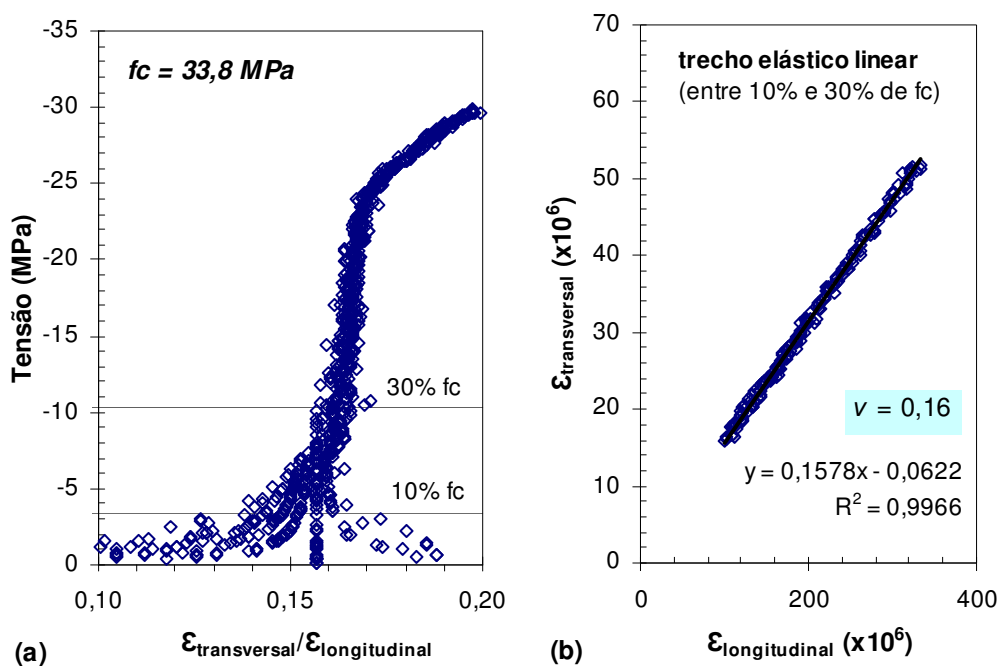 -35
-30
-25
-20
-15
-10
-5
0
Tensão (MPa)
fc = 33,8 MPa
30% fc
10% fc
0,10
0,15
0,20
(a)
εtransversal/εlongitudinal
70
60
50
40
30
20
10
0
εtransversal (x10⁶)
trecho elástico linear
(entre 10% e 30% de fc)
ν = 0,16
y = 0,1578x - 0,0622
R² = 0,9966
0
200
400
(b)
εlongitudinal (x10⁶)